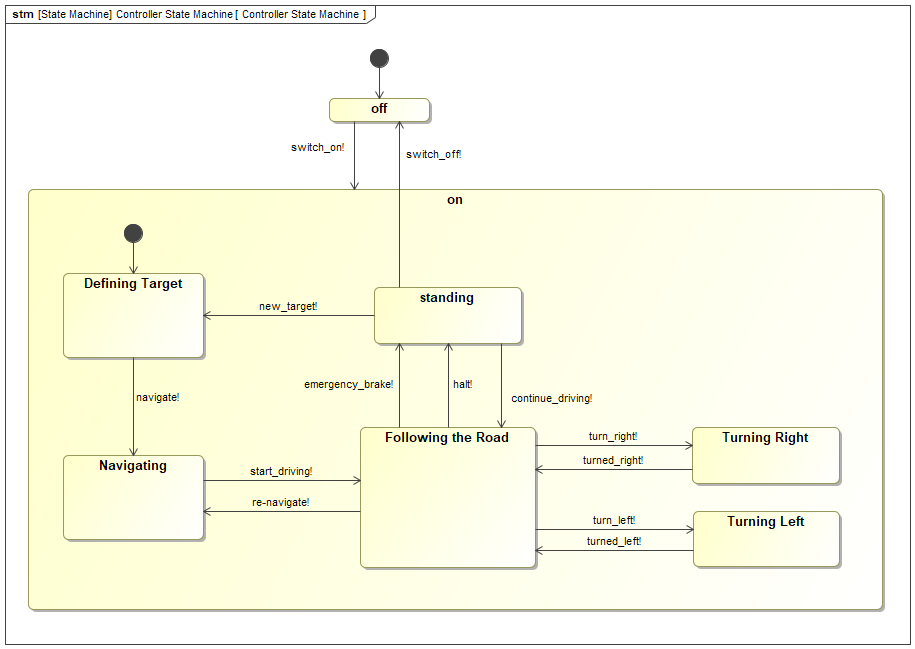 stm [State Machine] Controller State Machine [ Controller State Machine ]
off
switch_on!
switch_off!
on
Defining Target
standing
new_target!
navigate!
emergency_brake!
halt!
continue_driving!
Navigating
start_driving!
re-navigate!
Following the Road
turn_right!
turned_right!
Turning Right
turn_left!
turned_left!
Turning Left